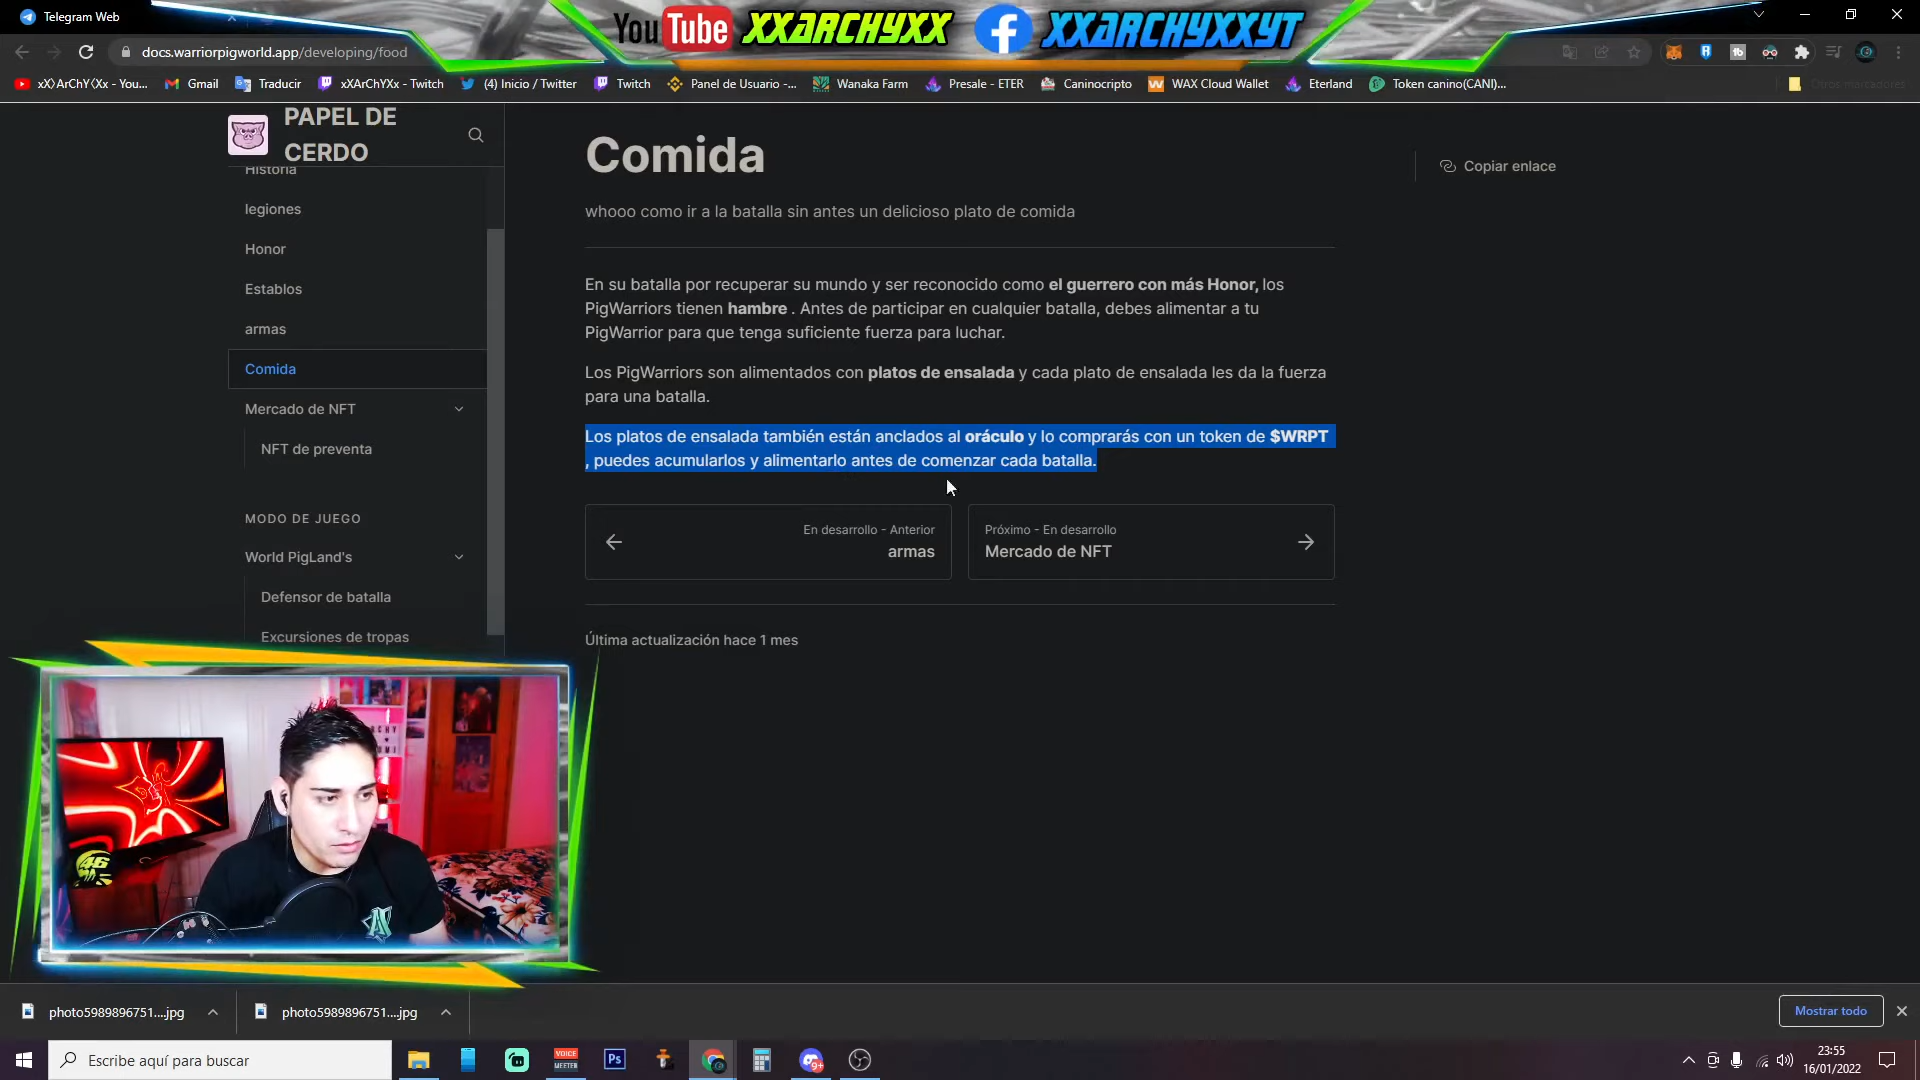 Telegram Web
YouTube XXARCHYXX XXARCHYXXYT
docs.warriorpigworld.app/developing/food
xX⟩ArChY⟨Xx - You...
Gmail
Traducir
xXArChYXx - Twitch
(4) Inicio / Twitter
Twitch
Panel de Usuario -...
Wanaka Farm
Presale - ETER
Caninocripto
WAX Cloud Wallet
Eterland
Token canino(CANI)...
Otros marcadores
PAPEL DE
CERDO
Historia
legiones
Honor
Establos
armas
Comida
Mercado de NFT
NFT de preventa
MODO DE JUEGO
World PigLand's
Defensor de batalla
Excursiones de tropas
Comida
Copiar enlace
whooo como ir a la batalla sin antes un delicioso plato de comida
En su batalla por recuperar su mundo y ser reconocido como el guerrero con más Honor, los
PigWarriors tienen hambre . Antes de participar en cualquier batalla, debes alimentar a tu
PigWarrior para que tenga suficiente fuerza para luchar.
Los PigWarriors son alimentados con platos de ensalada y cada plato de ensalada les da la fuerza
para una batalla.
Los platos de ensalada también están anclados al oráculo y lo comprarás con un token de $WRPT
, puedes acumularlos y alimentarlo antes de comenzar cada batalla.
En desarrollo - Anterior
armas
Próximo - En desarrollo
Mercado de NFT
Última actualización hace 1 mes
46
photo5989896751....jpg
photo5989896751....jpg
Mostrar todo
Escribe aquí para buscar
VOICE
MEETER
Ps
9+
23:55
16/01/2022